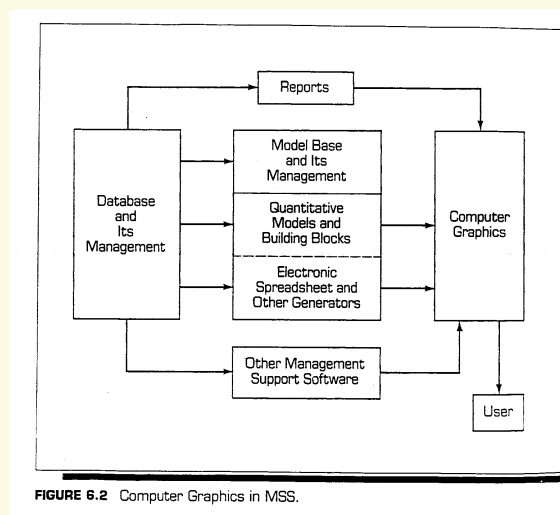 Reports
Model Base
and Its
Management
Database
and
Its
Management
Quantitative
Models and
Building Blocks
Computer
Graphics
Electronic
Spreadsheet and
Other Generators
Other Management
Support Software
User
FIGURE 6.2 Computer Graphics in MSS.